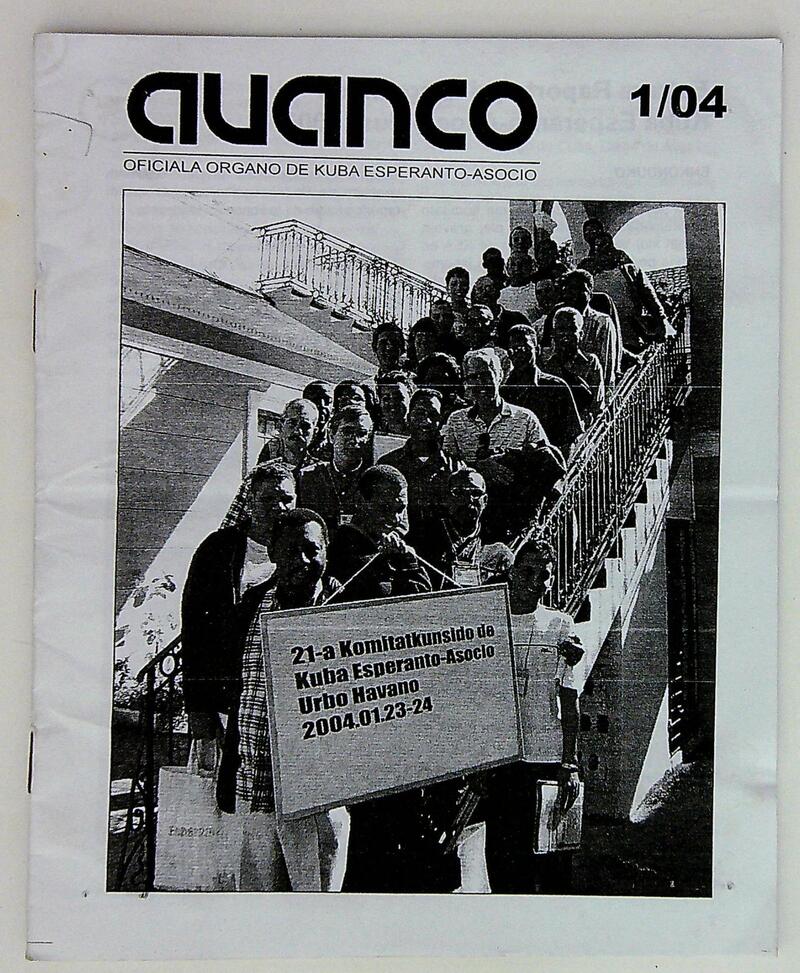 avanco
1/04
OFICIALA ORGANO DE KUBA ESPERANTO-ASOCIO
21-a Komitatkunsido de
Kuba Esperanto-Asocio
Urbo Havano
2004.01.23-24